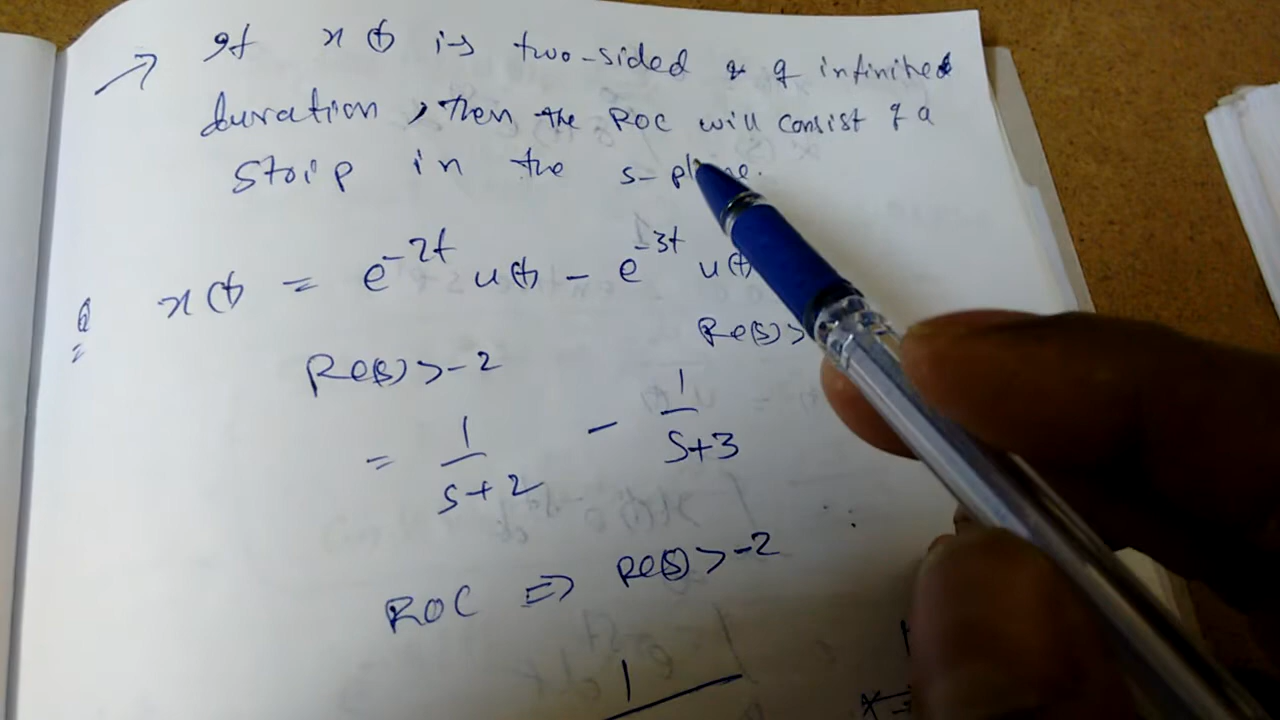 → If x(t) is two-sided & of infinited
duration, then the ROC will consist of a
strip in the s-plane.
Q x(t) = e^-2t u(t) - e^-3t u(t)
Re(s) > -2 Re(s) >
= 1/(s+2) - 1/(s+3)
ROC ⇒ Re(s) > -2
1